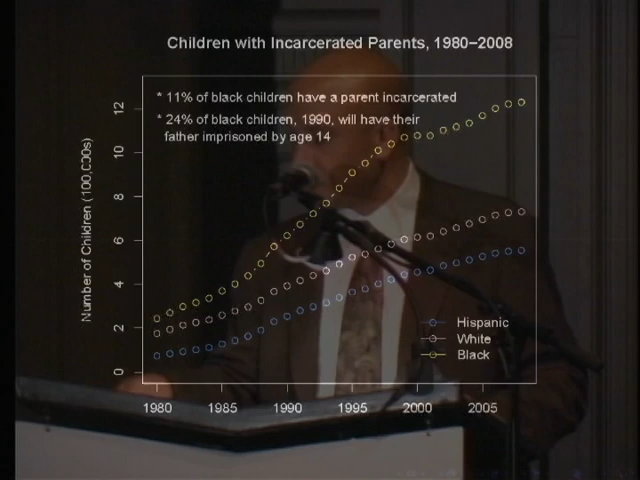 Children with Incarcerated Parents, 1980–2008
* 11% of black children have a parent incarcerated
* 24% of black children, 1990, will have their
father imprisoned by age 14
Number of Children (100,000s)
12
10
8
6
4
2
0
Hispanic
White
Black
1980 1985 1990 1995 2000 2005